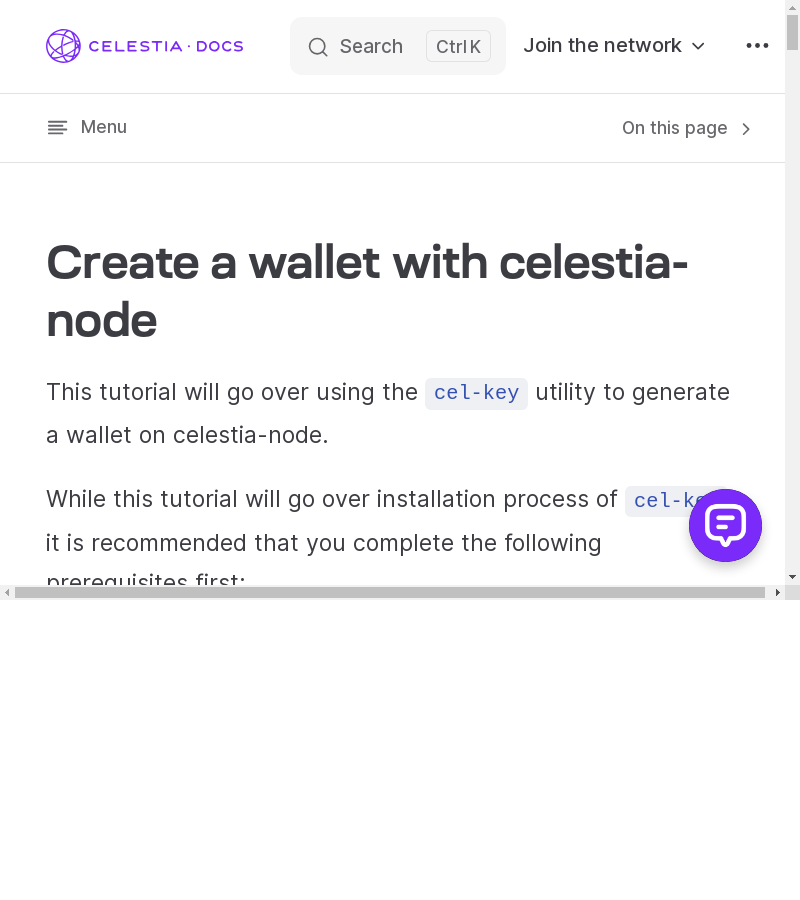 CELESTIA · DOCS
Search
Ctrl K
Join the network
Menu
On this page
Create a wallet with celestia-
node
This tutorial will go over using the cel-key utility to generate
a wallet on celestia-node.
While this tutorial will go over installation process of
it is recommended that you complete the following
prerequisites first: